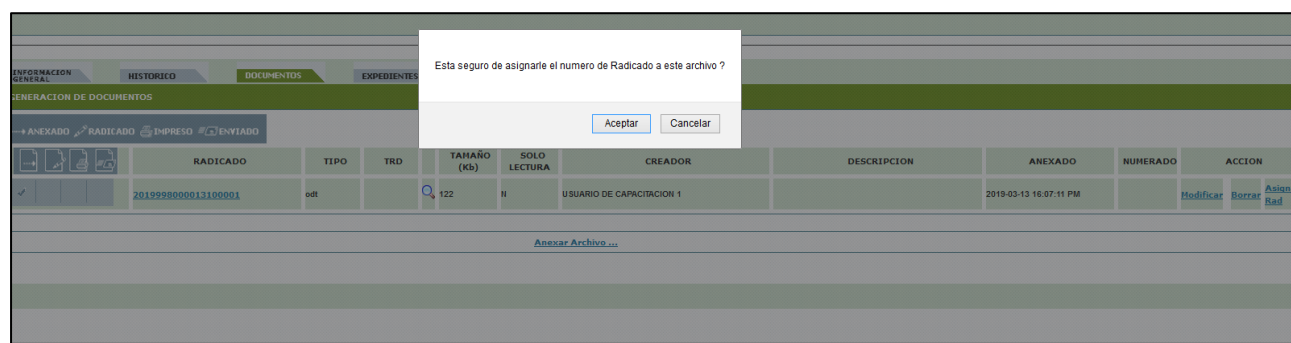 Esta seguro de asignarle el numero de Radicado a este archivo ?
Aceptar Cancelar
INFORMACION GENERAL HISTORICO DOCUMENTOS EXPEDIENTES
GENERACION DE DOCUMENTOS
ANEXADO RADICADO IMPRESO ENVIADO
RADICADO TIPO TRD TAMAÑO (Kb) SOLO LECTURA CREADOR DESCRIPCION ANEXADO NUMERADO ACCION
2019998000013100001 odt 122 N USUARIO DE CAPACITACION 1 2019-03-13 16:07:11 PM Modificar Borrar Asign Rad
Anexar Archivo ...